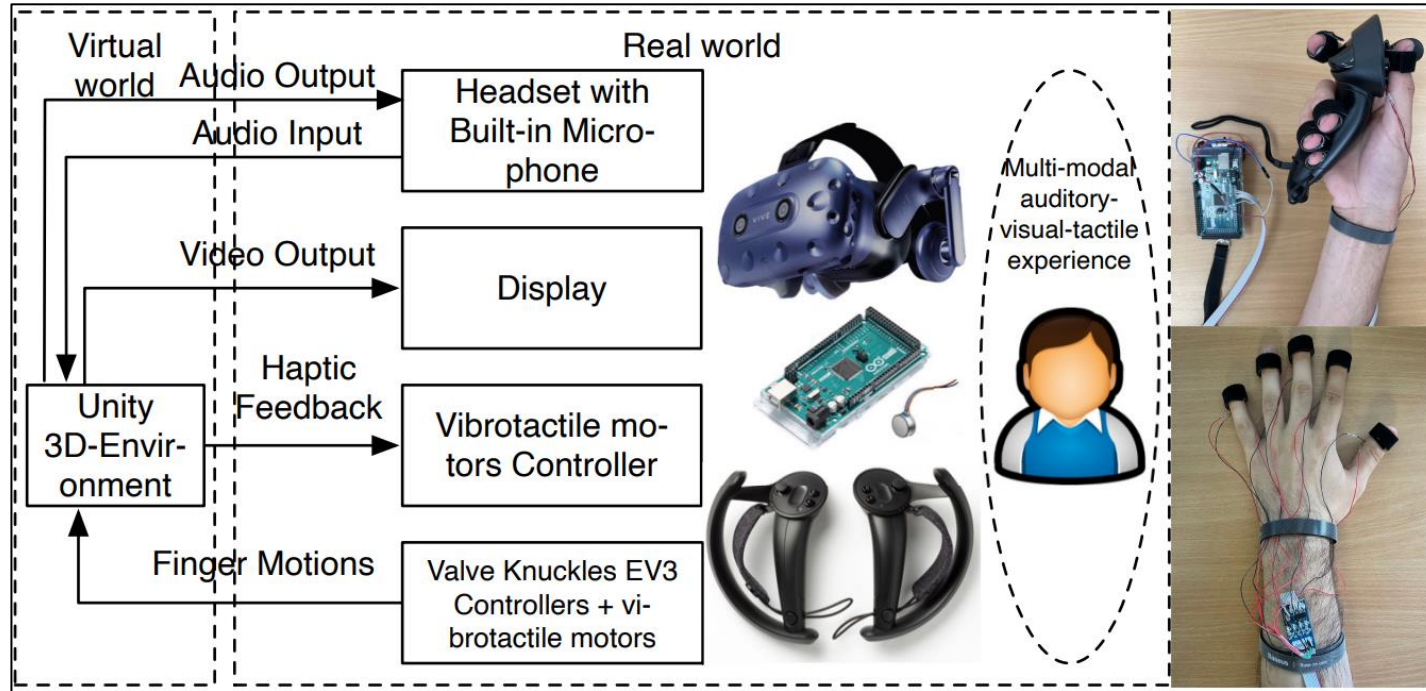 Virtual
world
Real world
Audio Output
Audio Input
Headset with
Built-in Micro-
phone
Video Output
Display
Haptic
Feedback
Unity
3D-Envir-
onment
Vibrotactile mo-
tors Controller
Finger Motions
Valve Knuckles EV3
Controllers + vi-
brotactile motors
VIVE
Multi-modal
auditory-
visual-tactile
experience